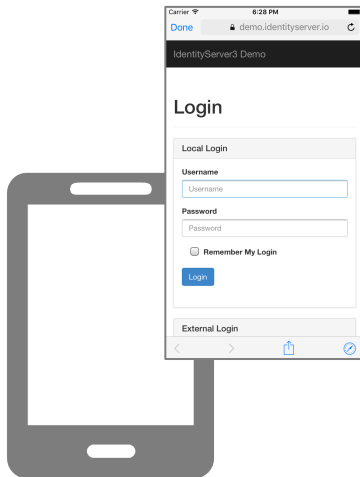 Carrier 6:28 PM
Done demo.identityserver.io
IdentityServer3 Demo
Login
Local Login
Username
Username
Password
Password
Remember My Login
Login
External Login